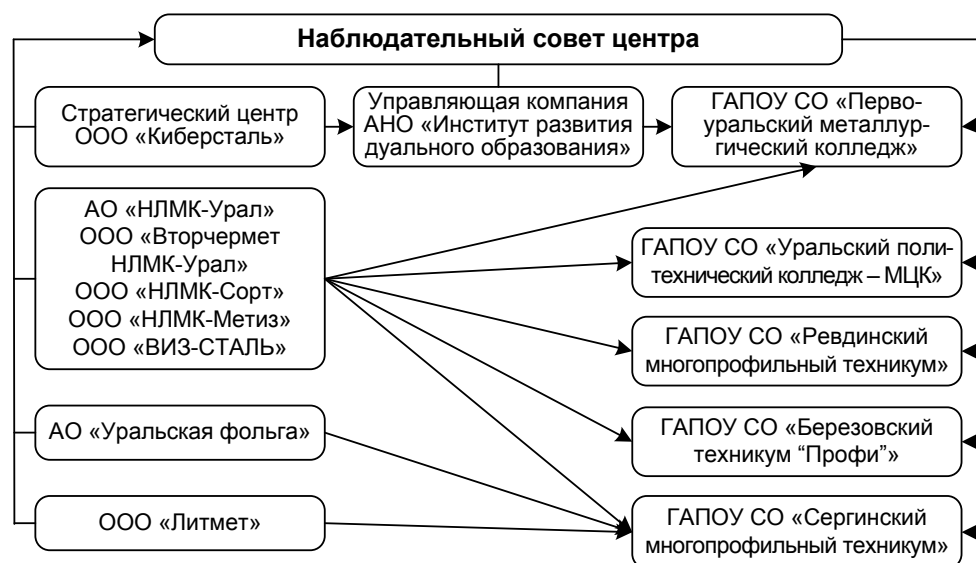 Наблюдательный совет центра
Стратегический центр
ООО «Киберсталь»
Управляющая компания
АНО «Институт развития
дуального образования»
ГАПОУ СО «Перво-
уральский металлур-
гический колледж»
АО «НЛМК-Урал»
ООО «Вторчермет
НЛМК-Урал»
ООО «НЛМК-Сорт»
ООО «НЛМК-Метиз»
ООО «ВИЗ-СТАЛЬ»
ГАПОУ СО «Уральский поли-
технический колледж – МЦК»
ГАПОУ СО «Ревдинский
многопрофильный техникум»
АО «Уральская фольга»
ГАПОУ СО «Березовский
техникум “Профи”»
ООО «Литмет»
ГАПОУ СО «Сергинский
многопрофильный техникум»